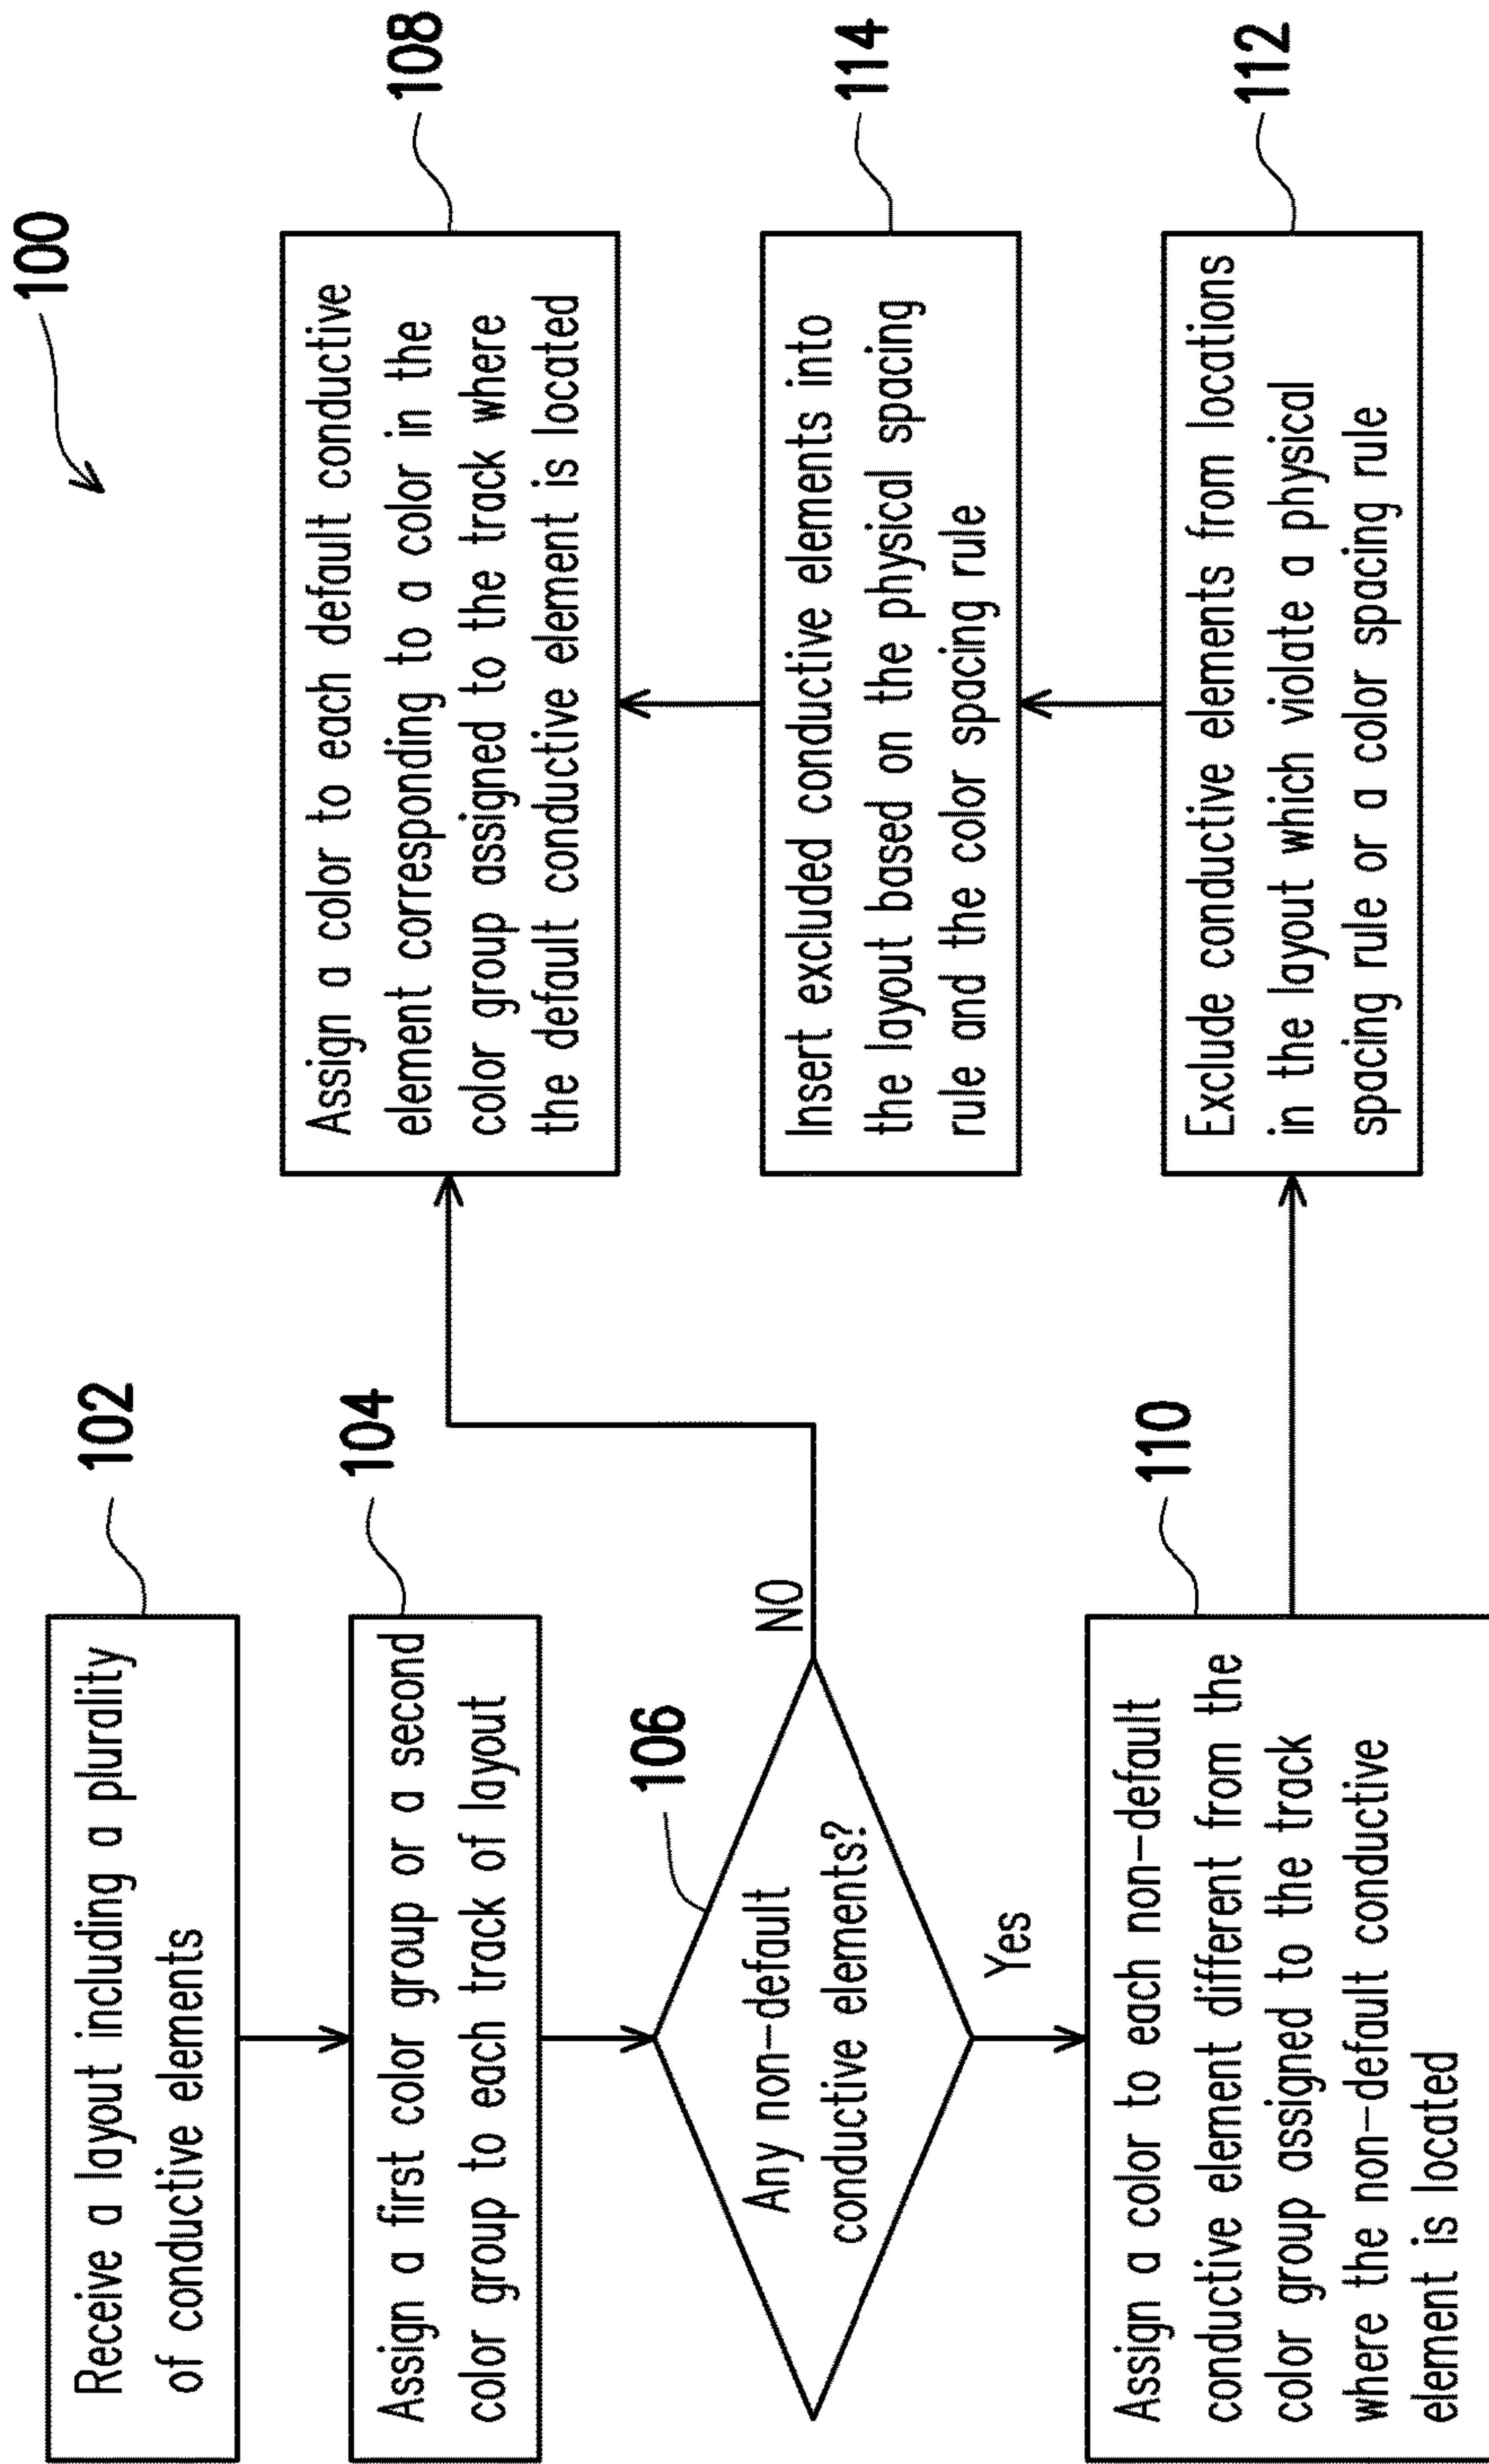 100
102
Receive a layout including a plurality
of conductive elements
104
Assign a first color group or a second
color group to each track of layout
106
Any non-default
conductive elements?
NO
Yes
110
Assign a color to each non-default
conductive element different from the
color group assigned to the track
where the non-default conductive
element is located
108
Assign a color to each default conductive
element corresponding to a color in the
color group assigned to the track where
the default conductive element is located
114
Insert excluded conductive elements into
the layout based on the physical spacing
rule and the color spacing rule
112
Exclude conductive elements from locations
in the layout which violate a physical
spacing rule or a color spacing rule